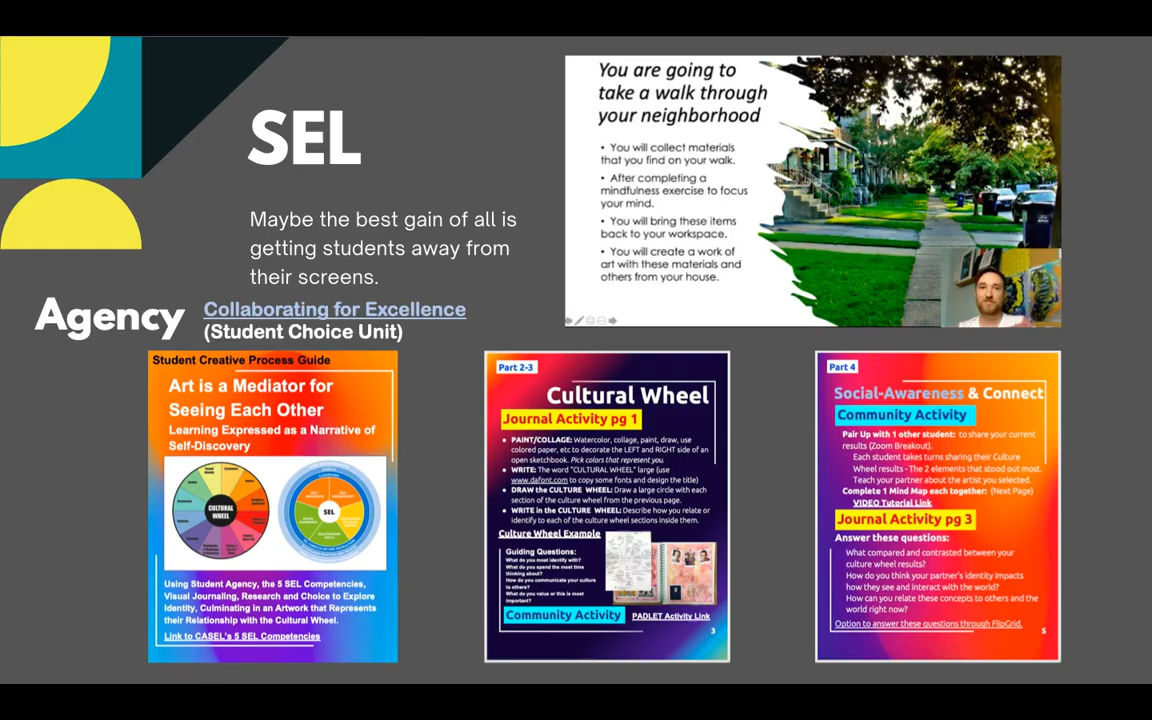 SEL
Maybe the best gain of all is
getting students away from
their screens.
You are going to
take a walk through
your neighborhood
• You will collect materials
that you find on your walk.
• After completing a
mindfulness exercise to focus
your mind.
• You will bring these items
back to your workspace.
• You will create a work of
art with these materials and
others from your house.
Agency
Collaborating for Excellence
(Student Choice Unit)
Student Creative Process Guide
Art is a Mediator for
Seeing Each Other
Learning Expressed as a Narrative of
Self-Discovery
CULTURAL
WHEEL
SEL
Using Student Agency, the 5 SEL Competencies,
Visual Journaling, Research and Choice to Explore
Identity, Culminating in an Artwork that Represents
their Relationship with the Cultural Wheel.
Link to CASEL's 5 SEL Competencies
Part 2-3
Cultural Wheel
Journal Activity pg 1
• PAINT/COLLAGE: Watercolor, collage, paint, draw, use
colored paper, etc to decorate the LEFT and RIGHT side of an
open sketchbook. Pick colors that represent you.
• WRITE: The word "CULTURAL WHEEL" large (use
www.dafont.com to copy some fonts and design the title)
• DRAW the CULTURE WHEEL: Draw a large circle with each
section of the culture wheel from the previous page.
• WRITE in the CULTURE WHEEL: Describe how you relate or
identify to each of the culture wheel sections inside them.
Culture Wheel Example
Guiding Questions:
What do you most identify with?
What do you spend the most time
thinking about?
How do you communicate your culture
to others?
What do you value or this is most
important?
Community Activity
PADLET Activity Link
3
Part 4
Social-Awareness & Connect
Community Activity
Pair Up with 1 other student: to share your current
results (Zoom Breakout).
Each student takes turns sharing their Culture
Wheel results - The 2 elements that stood out most.
Teach your partner about the artist you selected.
Complete 1 Mind Map each together: (Next Page)
VIDEO Tutorial Link
Journal Activity pg 3
Answer these questions:
What compared and contrasted between your
culture wheel results?
How do you think your partner's identity impacts
how they see and interact with the world?
How can you relate these concepts to others and the
world right now?
Option to answer these questions through FlipGrid.
5